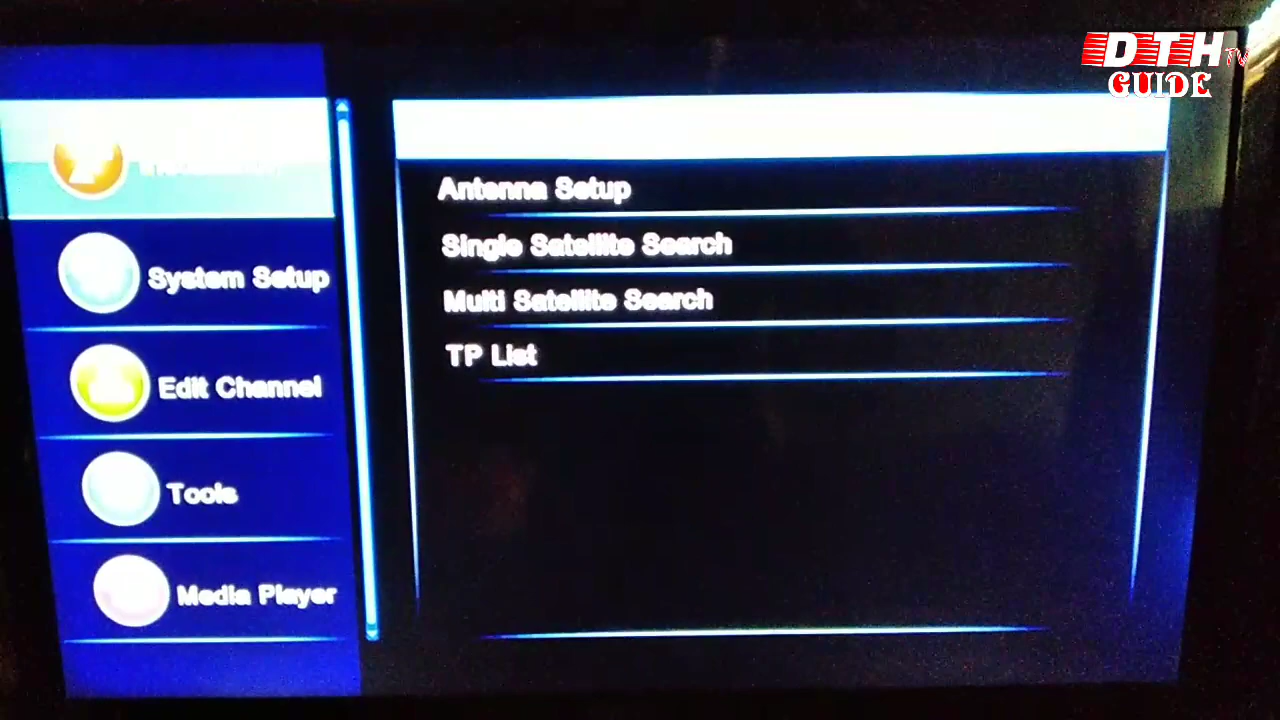 DTH TV
GUIDE
System Setup
Edit Channel
Tools
Media Player
Antenna Setup
Single Satellite Search
Multi Satellite Search
TP List